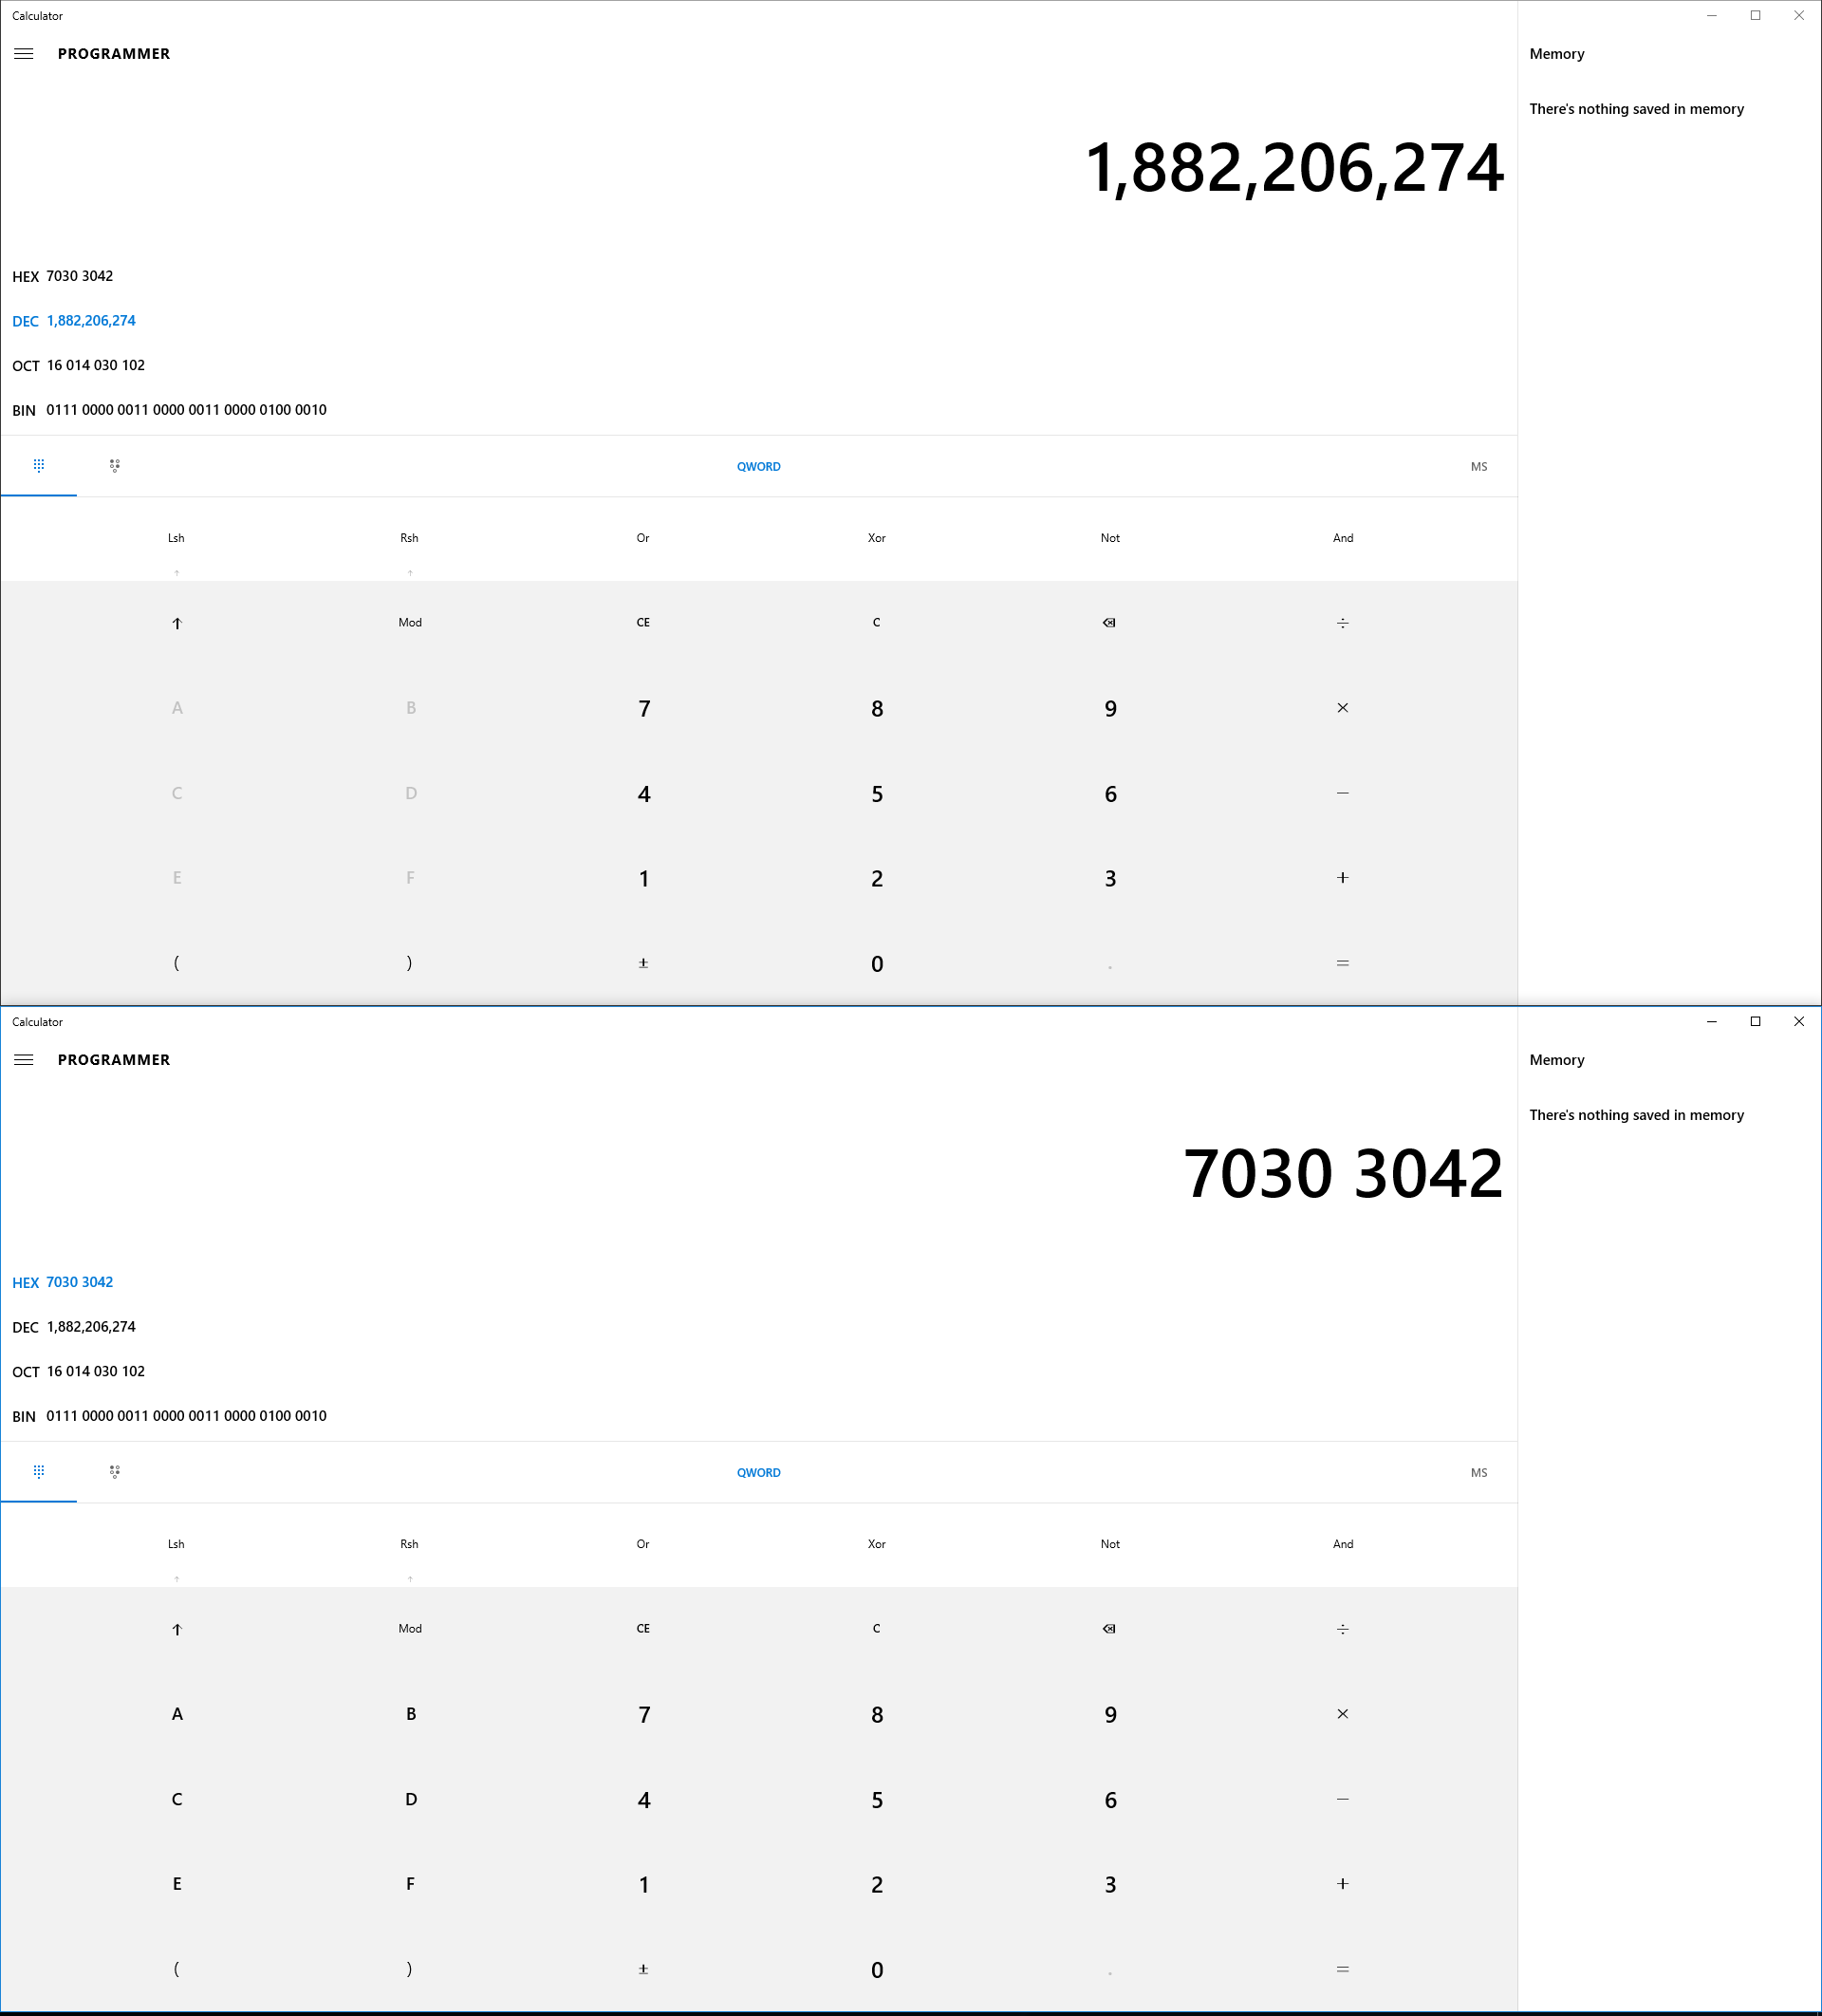 Calculator
PROGRAMMER
Memory
There's nothing saved in memory
1,882,206,274
HEX 7030 3042
DEC 1,882,206,274
OCT 16 014 030 102
BIN 0111 0000 0011 0000 0011 0000 0100 0010
QWORD MS
Lsh Rsh Or Xor Not And
↑ ↑
↑ Mod CE C ÷
A B 7 8 9 ×
C D 4 5 6 −
E F 1 2 3 +
( ) ± 0 . =
Calculator
PROGRAMMER
Memory
There's nothing saved in memory
7030 3042
HEX 7030 3042
DEC 1,882,206,274
OCT 16 014 030 102
BIN 0111 0000 0011 0000 0011 0000 0100 0010
QWORD MS
Lsh Rsh Or Xor Not And
↑ ↑
↑ Mod CE C ÷
A B 7 8 9 ×
C D 4 5 6 −
E F 1 2 3 +
( ) ± 0 . =